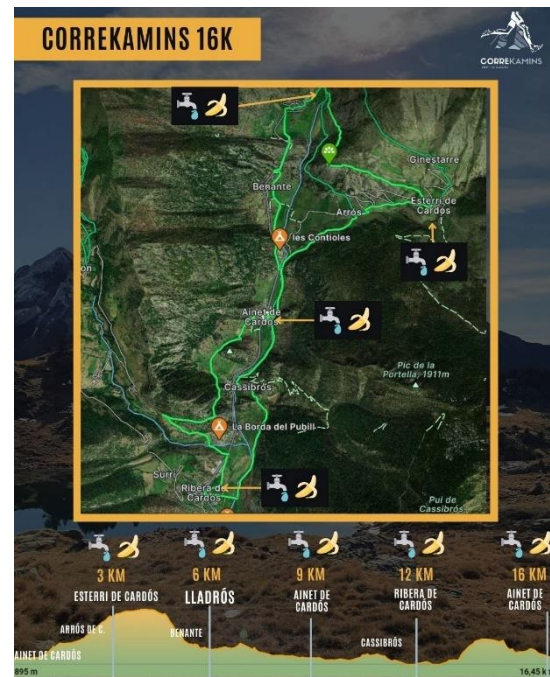 CORREKAMINS 16K
CORREKAMINS
Ginestarre
Benante
Esterri de
Cardós
Arrós
les Contioles
Ainet de
Cardós
Pic de la
Portella, 1911m
Cassibrós
La Borda del Pubill
Surri
Ribera de
Cardós
Pui de
Cassibrós
3 KM
6 KM
9 KM
12 KM
16 KM
ESTERRI DE CARDÓS
LLADRÓS
AINET DE
CARDÓS
RIBERA DE
CARDÓS
AINET DE
CARDÓS
ARRÓS DE C.
BENANTE
CASSIBRÓS
AINET DE CARDÓS
895 m
16,45 k